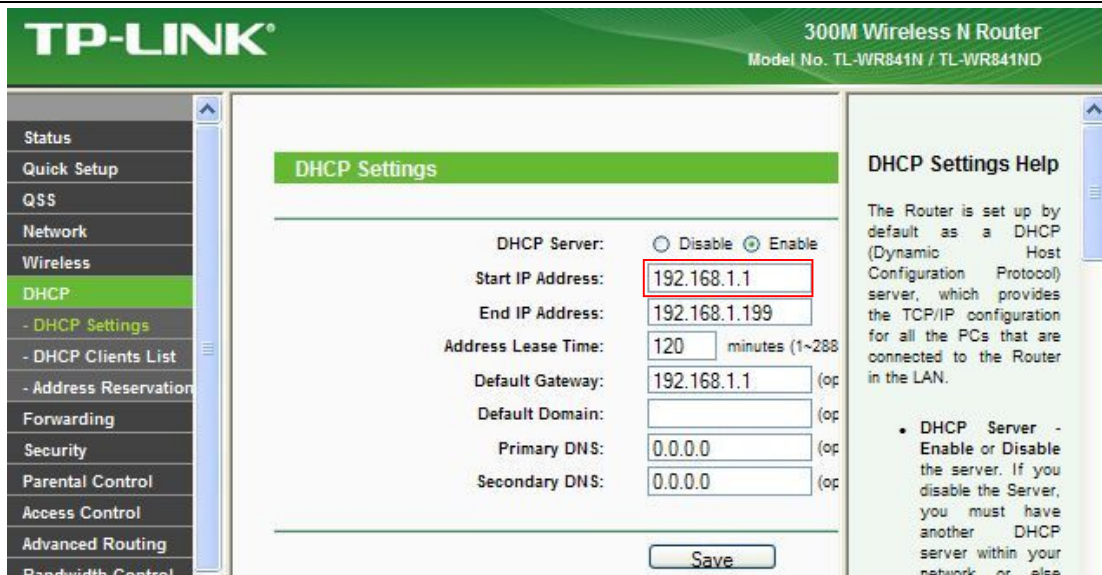 TP-LINK®
300M Wireless N Router
Model No. TL-WR841N / TL-WR841ND
Status
Quick Setup
QSS
Network
Wireless
DHCP
- DHCP Settings
- DHCP Clients List
- Address Reservation
Forwarding
Security
Parental Control
Access Control
Advanced Routing
Bandwidth Control
DHCP Settings
DHCP Server: Disable Enable
Start IP Address: 192.168.1.1
End IP Address: 192.168.1.199
Address Lease Time: 120 minutes (1~288
Default Gateway: 192.168.1.1 (op
Default Domain: (op
Primary DNS: 0.0.0.0 (op
Secondary DNS: 0.0.0.0 (op
Save
DHCP Settings Help
The Router is set up by
default as a DHCP
(Dynamic Host
Configuration Protocol)
server, which provides
the TCP/IP configuration
for all the PCs that are
connected to the Router
in the LAN.
• DHCP Server -
Enable or Disable
the server. If you
disable the Server,
you must have
another DHCP
server within your
network or else